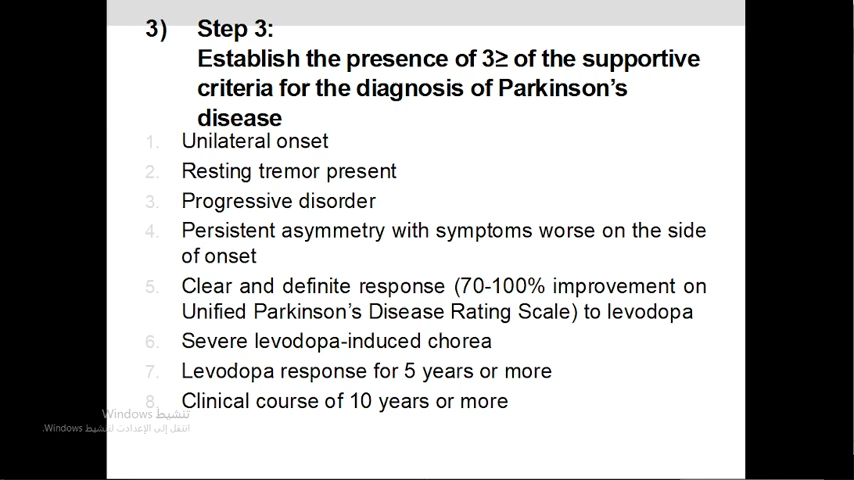 3) Step 3:
Establish the presence of 3≥ of the supportive
criteria for the diagnosis of Parkinson's
disease
1. Unilateral onset
2. Resting tremor present
3. Progressive disorder
4. Persistent asymmetry with symptoms worse on the side
of onset
5. Clear and definite response (70-100% improvement on
Unified Parkinson's Disease Rating Scale) to levodopa
6. Severe levodopa-induced chorea
7. Levodopa response for 5 years or more
8. Clinical course of 10 years or more
تنشيط Windows
انتقل إلى الإعدادات لتنشيط Windows.